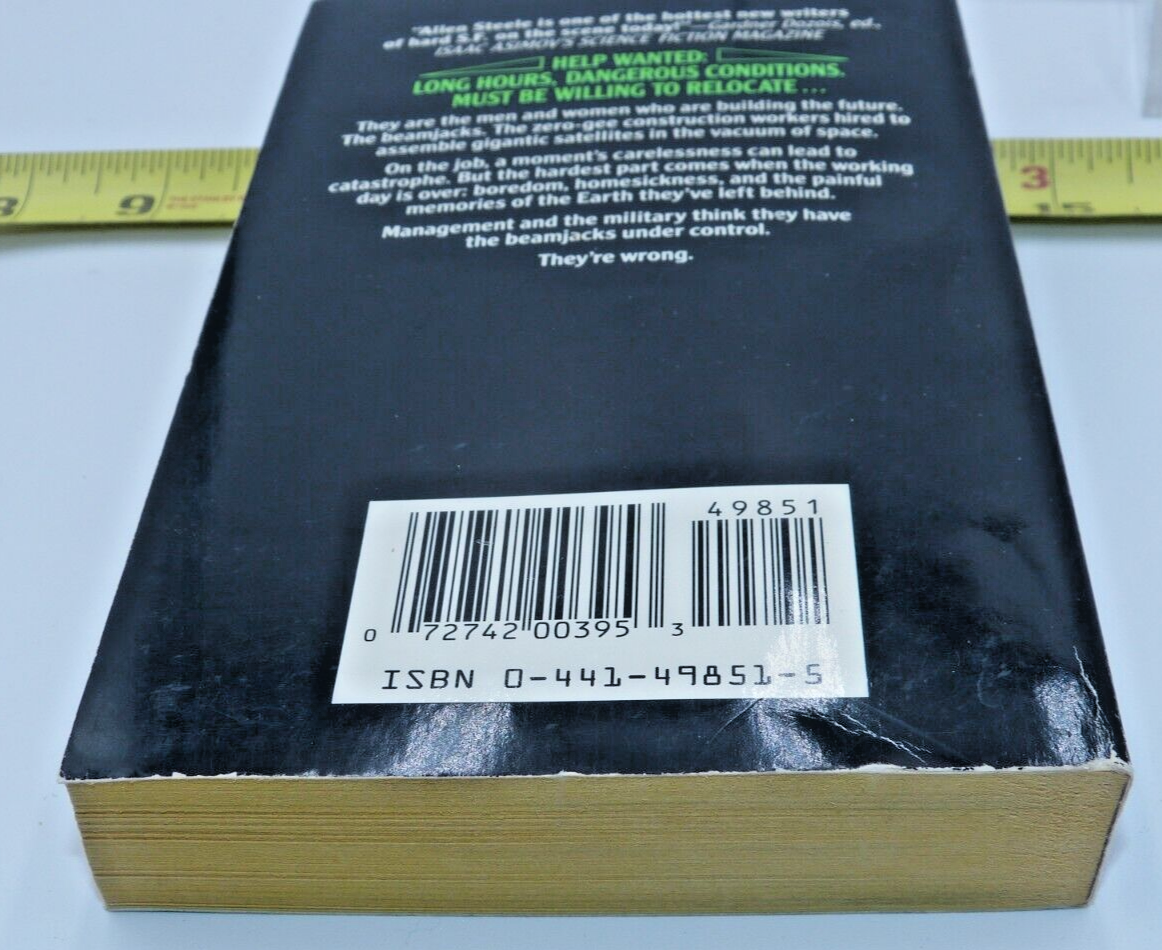 "Allen Steele is one of the hottest new writers
of hard S.F. on the scene today!"—Gardner Dozois, ed.,
ISAAC ASIMOV'S SCIENCE FICTION MAGAZINE
HELP WANTED:
LONG HOURS, DANGEROUS CONDITIONS.
MUST BE WILLING TO RELOCATE...
They are the men and women who are building the future.
The beamjacks. The zero-gee construction workers hired to
assemble gigantic satellites in the vacuum of space.
On the job, a moment's carelessness can lead to
catastrophe. But the hardest part comes when the working
day is over: boredom, homesickness, and the painful
memories of the Earth they've left behind.
Management and the military think they have
the beamjacks under control.
They're wrong.
9
3
15
49851
0 72742 00395 3
ISBN 0-441-49851-5